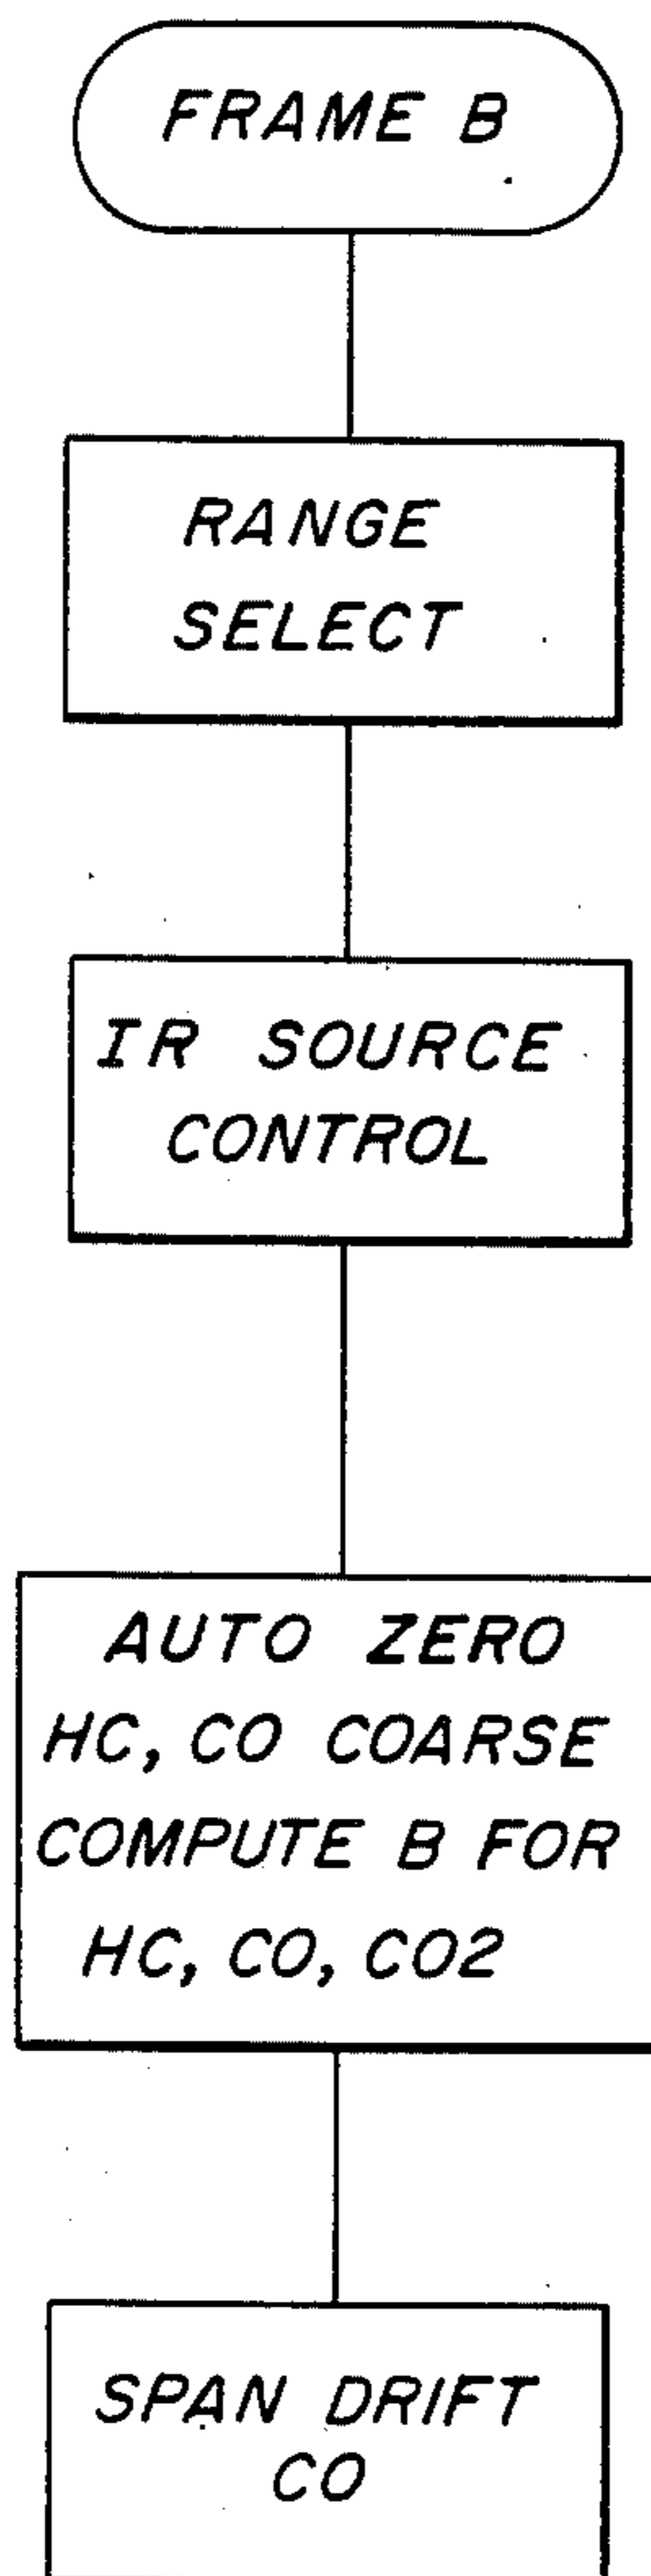 FRAME B
RANGE
SELECT
IR SOURCE
CONTROL
AUTO ZERO
HC, CO COARSE
COMPUTE B FOR
HC, CO, CO2
SPAN DRIFT
CO